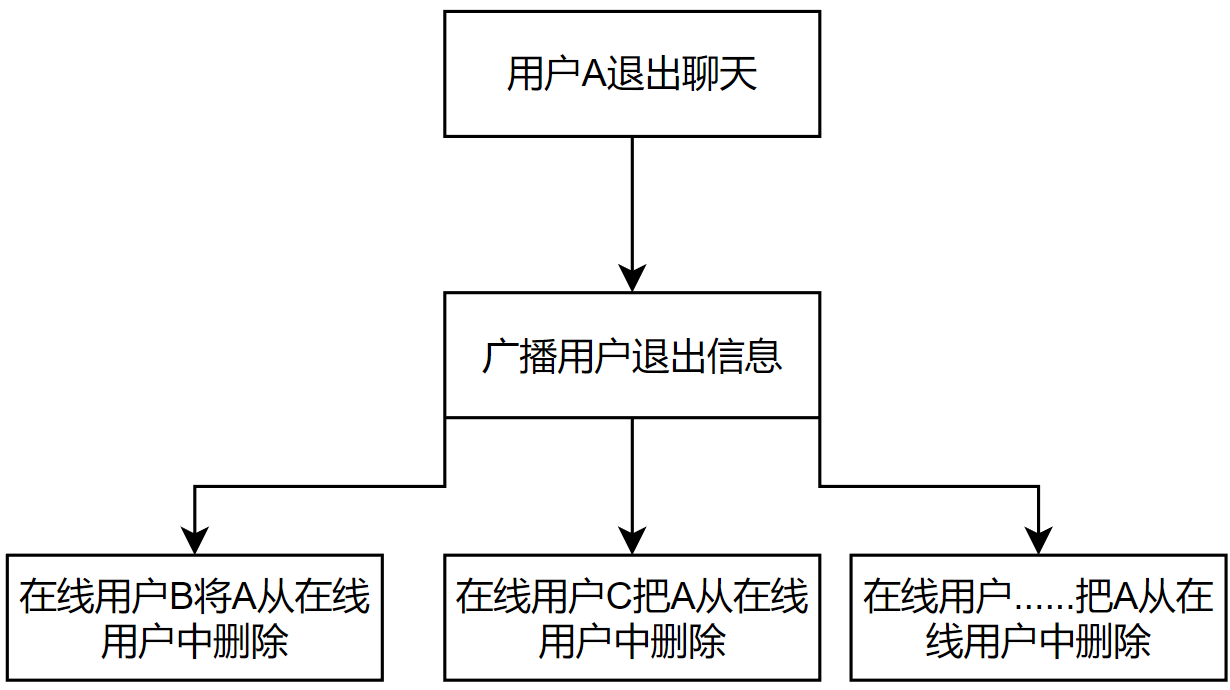 用户A退出聊天
广播用户退出信息
在线用户B将A从在线
用户中删除
在线用户C把A从在线
用户中删除
在线用户......把A从在
线用户中删除